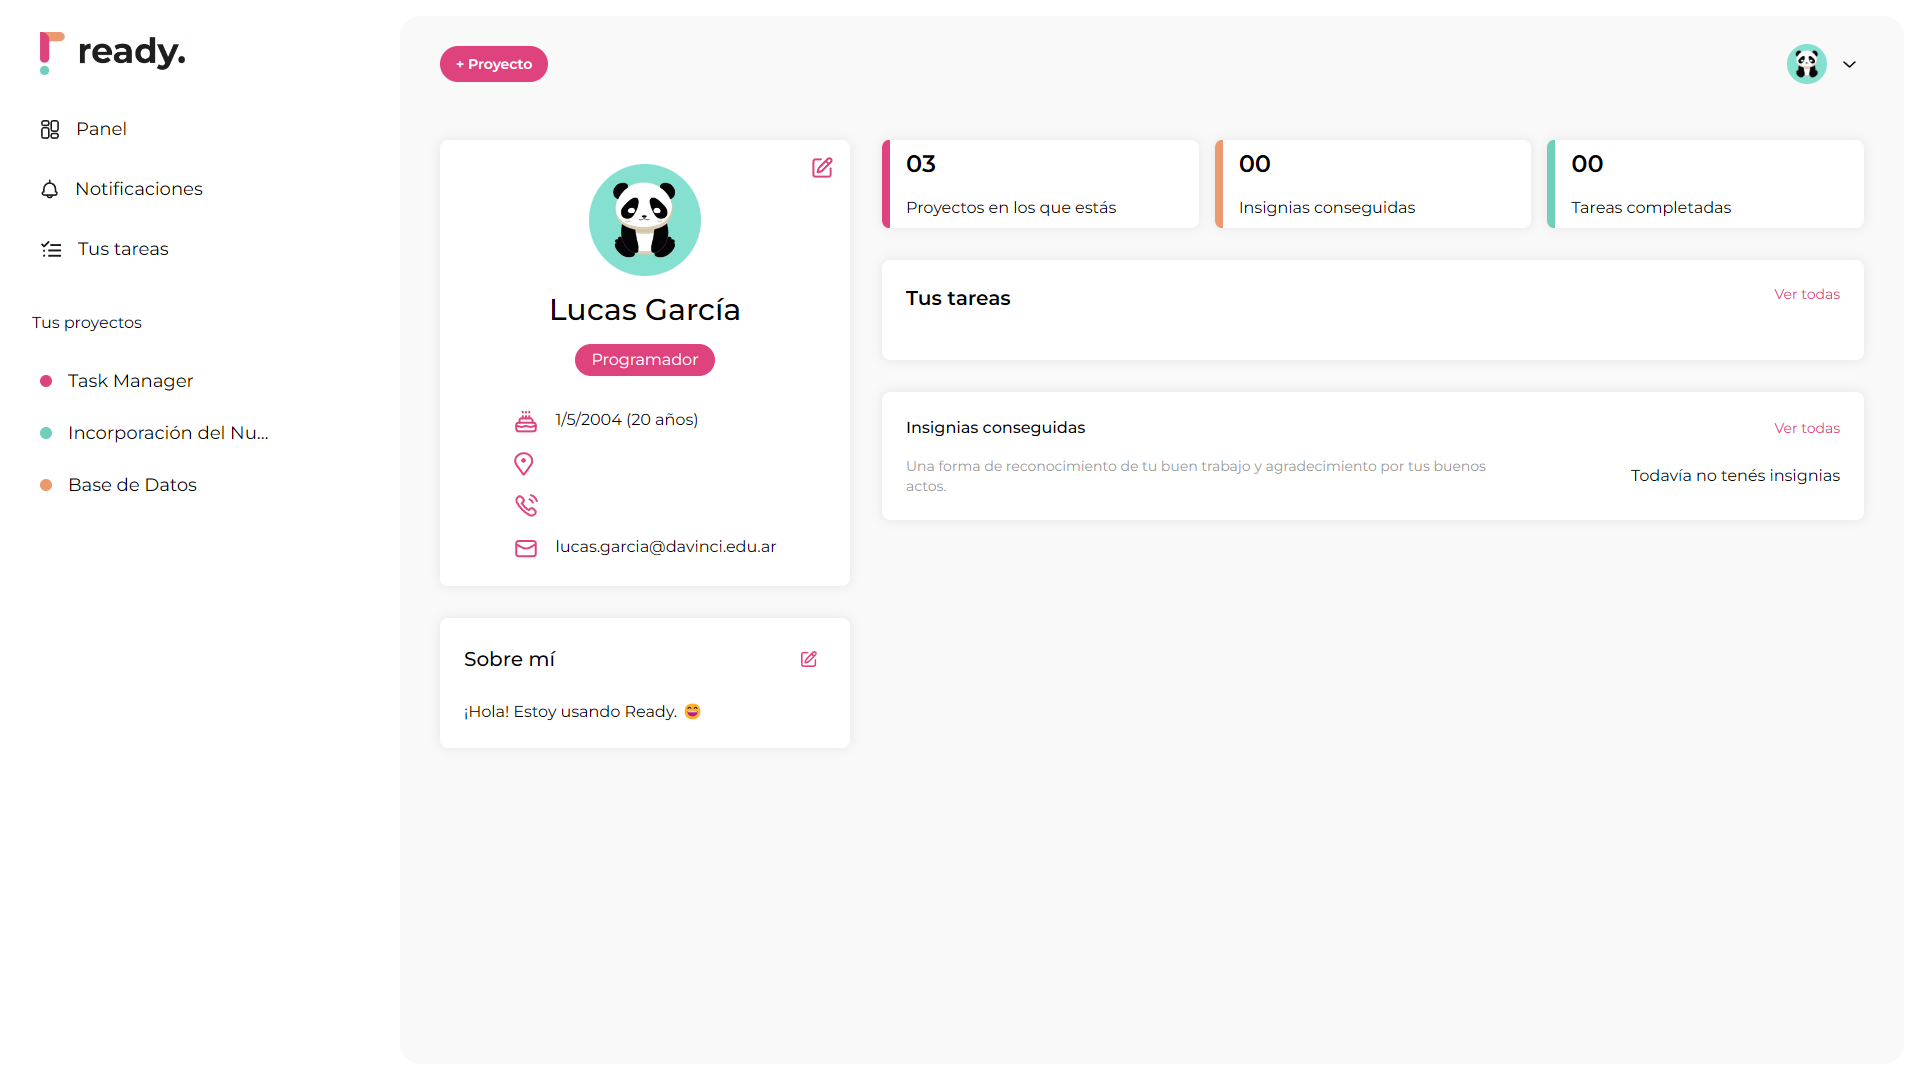 ready.
Panel
Notificaciones
Tus tareas
Tus proyectos
Task Manager
Incorporación del Nu...
Base de Datos
+ Proyecto
Lucas García
Programador
1/5/2004 (20 años)
lucas.garcia@davinci.edu.ar
Sobre mí
¡Hola! Estoy usando Ready. 😄
03
Proyectos en los que estás
00
Insignias conseguidas
00
Tareas completadas
Tus tareas
Ver todas
Insignias conseguidas
Ver todas
Una forma de reconocimiento de tu buen trabajo y agradecimiento por tus buenos
actos.
Todavía no tenés insignias